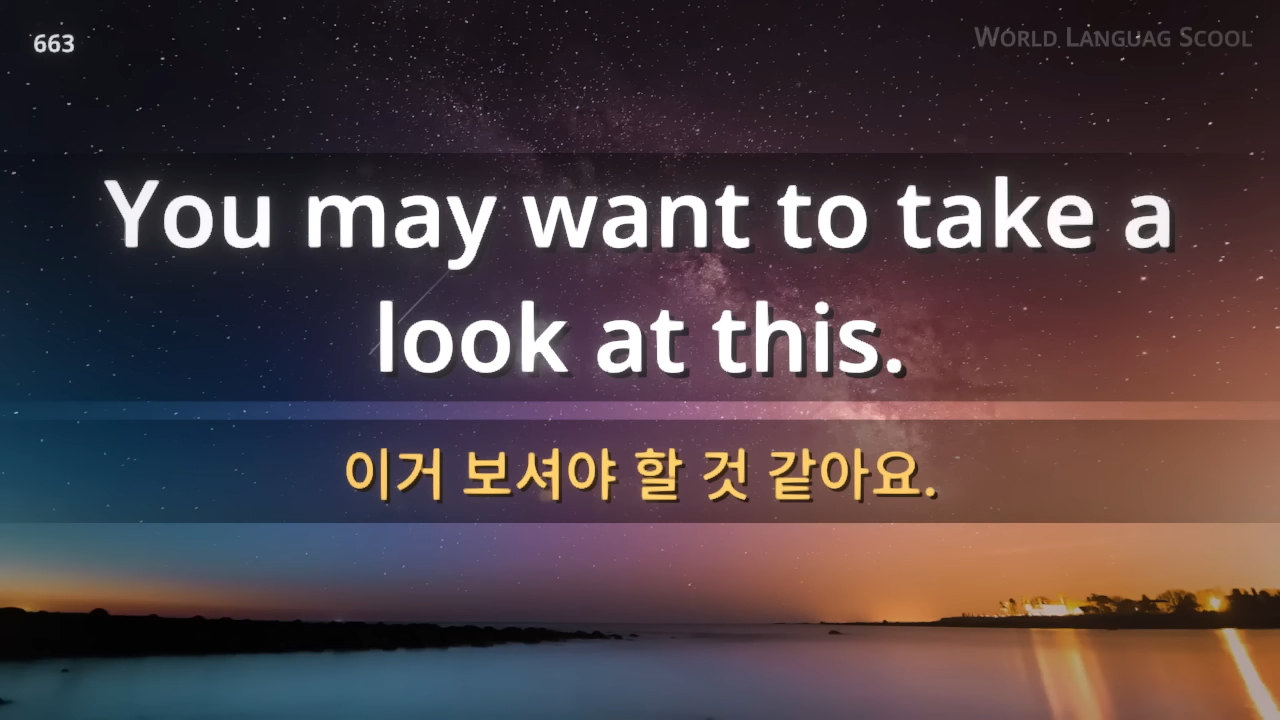 663
World Languag Scool
You may want to take a
look at this.
이거 보셔야 할 것 같아요.